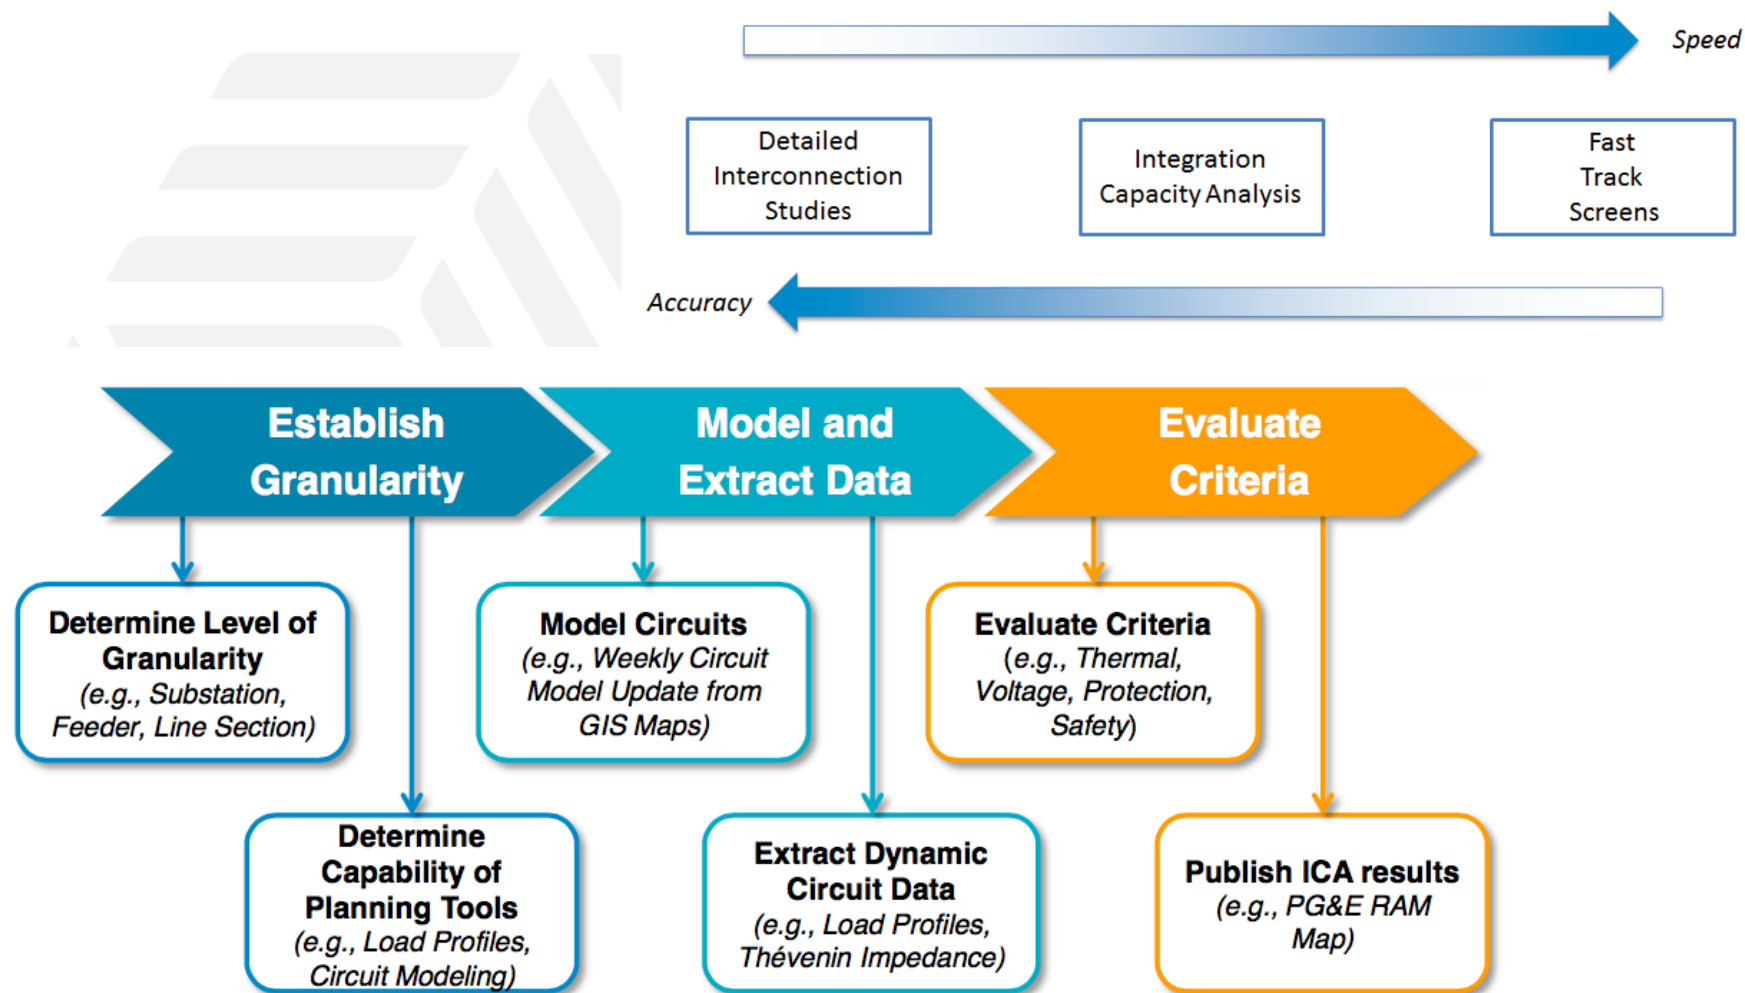 Speed
Detailed
Interconnection
Studies
Integration
Capacity Analysis
Fast
Track
Screens
Accuracy
Establish
Granularity
Model and
Extract Data
Evaluate
Criteria
Determine Level of
Granularity
(e.g., Substation,
Feeder, Line Section)
Model Circuits
(e.g., Weekly Circuit
Model Update from
GIS Maps)
Evaluate Criteria
(e.g., Thermal,
Voltage, Protection,
Safety)
Determine
Capability of
Planning Tools
(e.g., Load Profiles,
Circuit Modeling)
Extract Dynamic
Circuit Data
(e.g., Load Profiles,
Thévenin Impedance)
Publish ICA results
(e.g., PG&E RAM
Map)